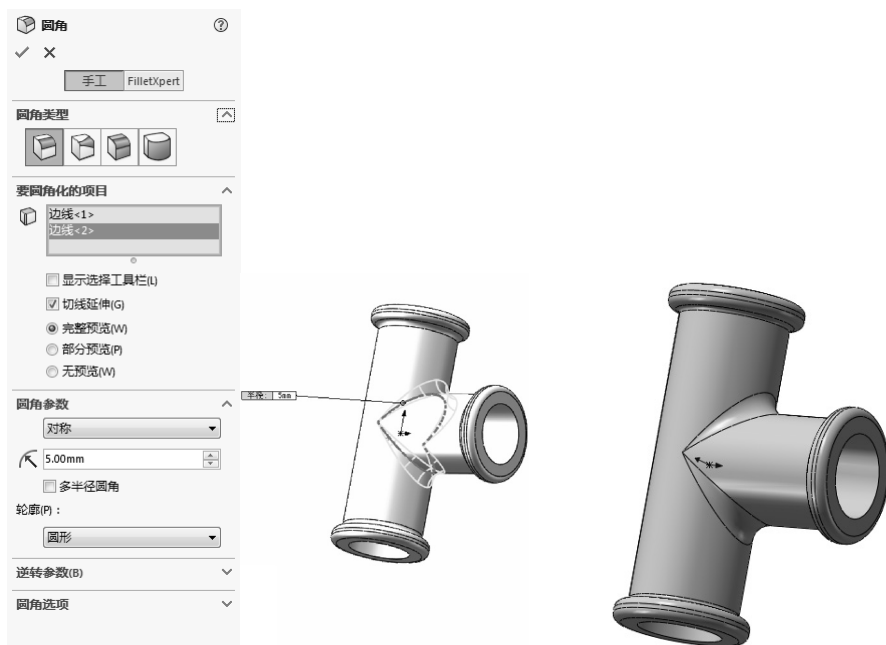 圆角
手工 FilletXpert
圆角类型
要圆角化的项目
边线<1>
边线<2>
显示选择工具栏(L)
切线延伸(G)
完整预览(W)
部分预览(P)
无预览(W)
半径: 5mm
圆角参数
对称
5.00mm
多半径圆角
轮廓(P) :
圆形
逆转参数(B)
圆角选项